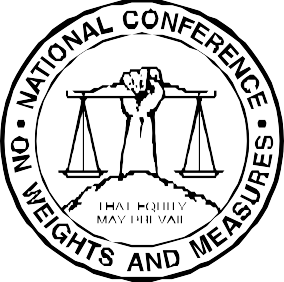 NATIONAL CONFERENCE
ON WEIGHTS AND MEASURES
THAT EQUITY
MAY PREVAIL